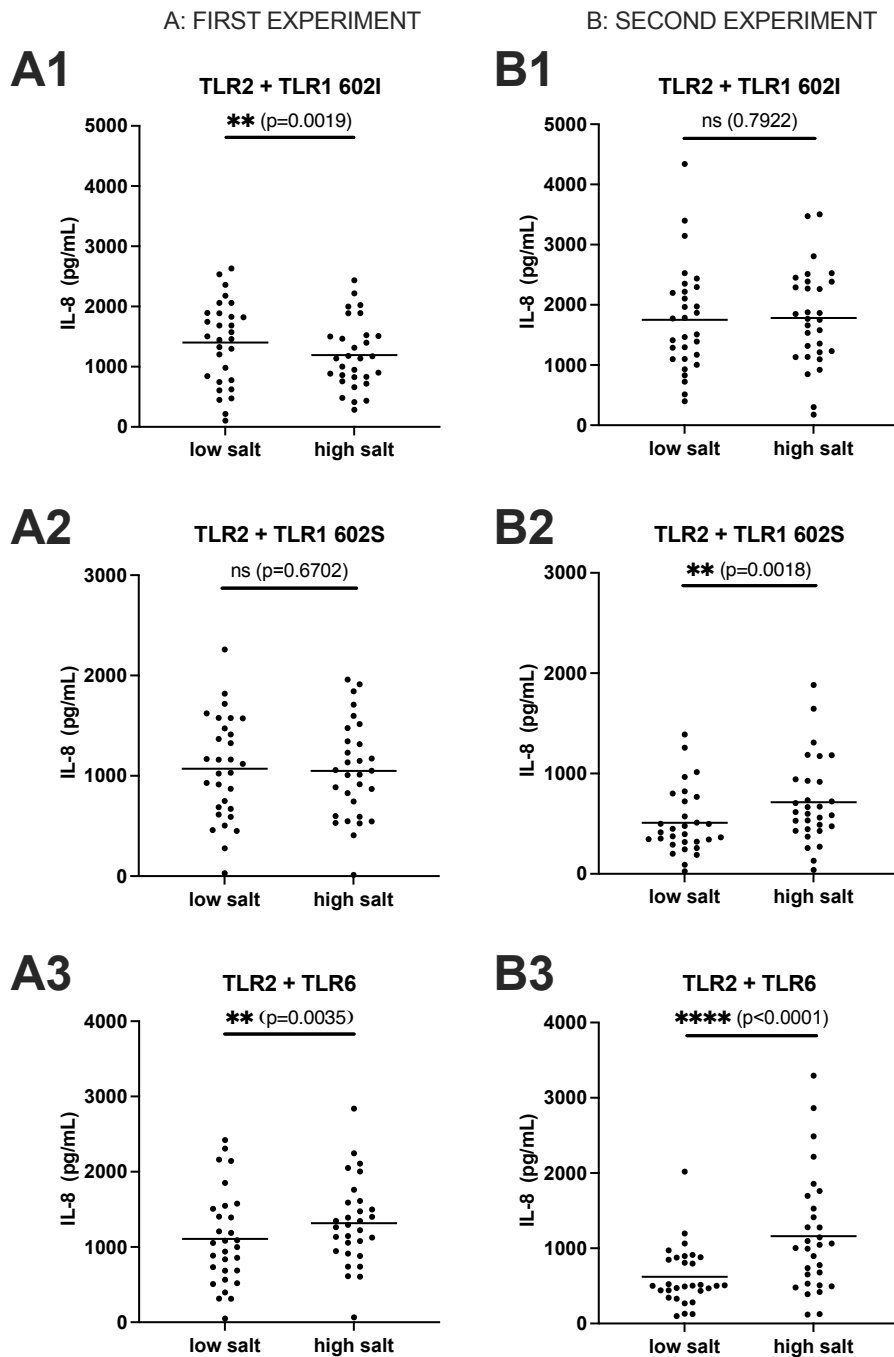 A: FIRST EXPERIMENT
B: SECOND EXPERIMENT
A1
TLR2 + TLR1 602I
** (p=0.0019)
5000
4000
3000
2000
1000
0
IL-8 (pg/mL)
low salt
high salt
B1
TLR2 + TLR1 602I
ns (0.7922)
5000
4000
3000
2000
1000
0
IL-8 (pg/mL)
low salt
high salt
A2
TLR2 + TLR1 602S
ns (p=0.6702)
3000
2000
1000
0
IL-8 (pg/mL)
low salt
high salt
B2
TLR2 + TLR1 602S
** (p=0.0018)
3000
2000
1000
0
IL-8 (pg/mL)
low salt
high salt
A3
TLR2 + TLR6
** (p=0.0035)
4000
3000
2000
1000
0
IL-8 (pg/mL)
low salt
high salt
B3
TLR2 + TLR6
**** (p<0.0001)
4000
3000
2000
1000
0
IL-8 (pg/mL)
low salt
high salt